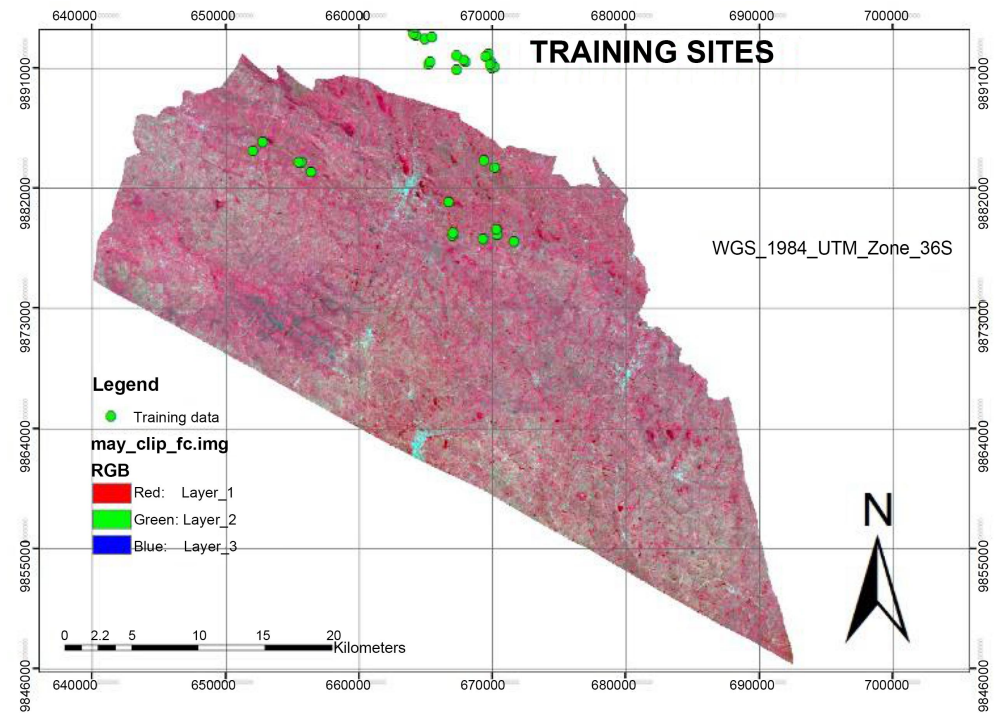 640000 650000 660000 670000 680000 690000 700000
TRAINING SITES
9891000 9891000
9882000 9882000
WGS_1984_UTM_Zone_36S
9873000 9873000
Legend
Training data
9864000 9864000
may_clip_fc.img
RGB
Red: Layer_1
Green: Layer_2
Blue: Layer_3
N
9855000 9855000
0 2.2 5 10 15 20
Kilometers
9846000 9846000
640000 650000 660000 670000 680000 690000 700000